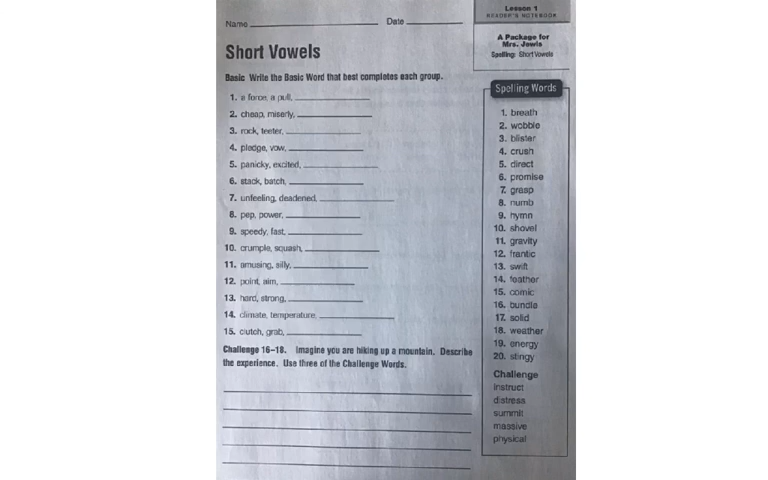 Lesson 1
READER'S NOTEBOOK
Name
Date
A Package for
Mrs. Jewls
Spelling: Short Vowels
Short Vowels
Basic Write the Basic Word that best completes each group.
1. a force, a pull,
2. cheap, miserly,
3. rock, teeter,
4. pledge, vow,
5. panicky, excited,
6. stack, batch,
7. unfeeling, deadened,
8. pep, power,
9. speedy, fast,
10. crumple, squash,
11. amusing, silly,
12. point, aim,
13. hard, strong,
14. climate, temperature,
15. clutch, grab,
Challenge 16–18. Imagine you are hiking up a mountain. Describe
the experience. Use three of the Challenge Words.
Spelling Words
1. breath
2. wobble
3. blister
4. crush
5. direct
6. promise
7. grasp
8. numb
9. hymn
10. shovel
11. gravity
12. frantic
13. swift
14. feather
15. comic
16. bundle
17. solid
18. weather
19. energy
20. stingy
Challenge
instruct
distress
summit
massive
physical